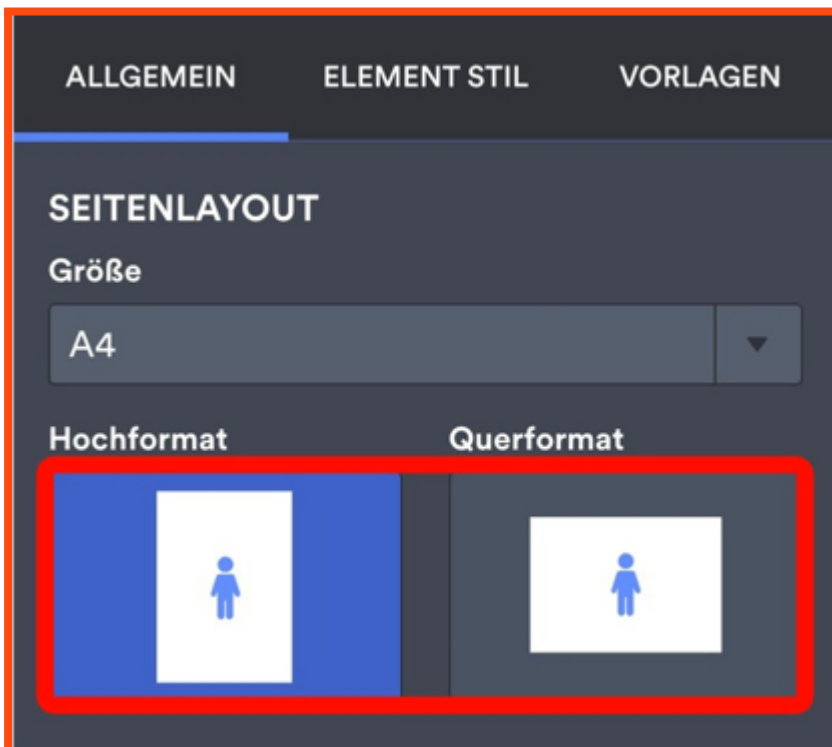 ALLGEMEIN ELEMENT STIL VORLAGEN
SEITENLAYOUT
Größe
A4
Hochformat Querformat